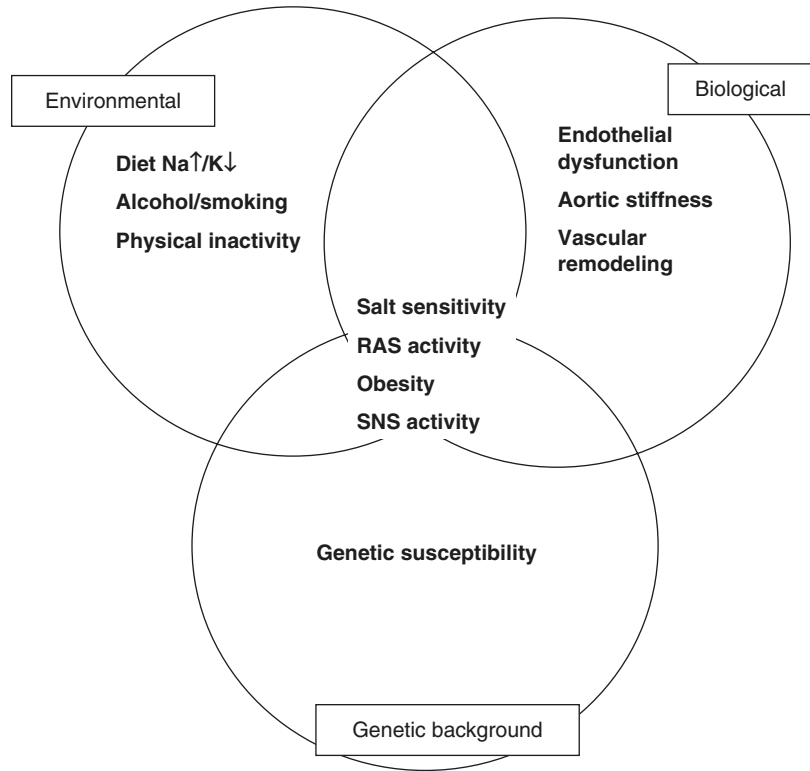 Environmental
Diet Na↑/K↓
Alcohol/smoking
Physical inactivity
Biological
Endothelial
dysfunction
Aortic stiffness
Vascular
remodeling
Salt sensitivity
RAS activity
Obesity
SNS activity
Genetic susceptibility
Genetic background